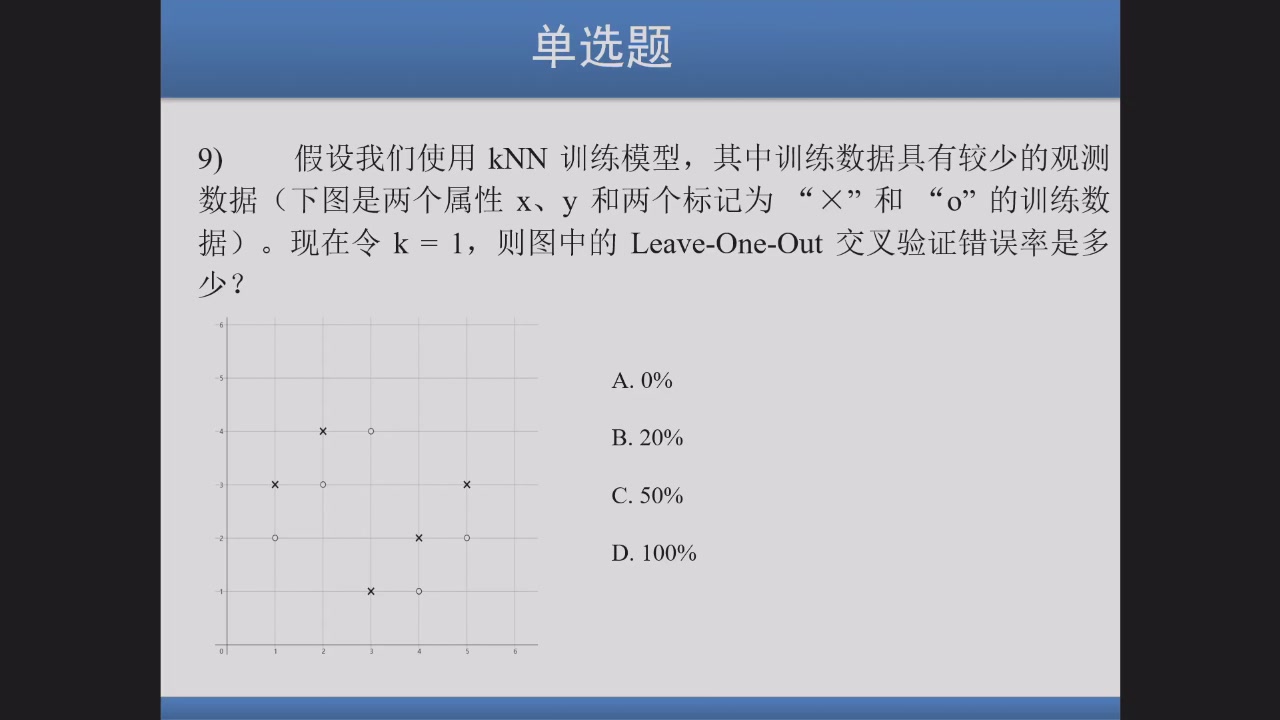 单选题
9) 假设我们使用 kNN 训练模型，其中训练数据具有较少的观测
数据（下图是两个属性 x、y 和两个标记为 “×” 和 “o” 的训练数
据）。现在令 k = 1，则图中的 Leave-One-Out 交叉验证错误率是多
少？
6
5
4
3
2
1
0 1 2 3 4 5 6
A. 0%
B. 20%
C. 50%
D. 100%